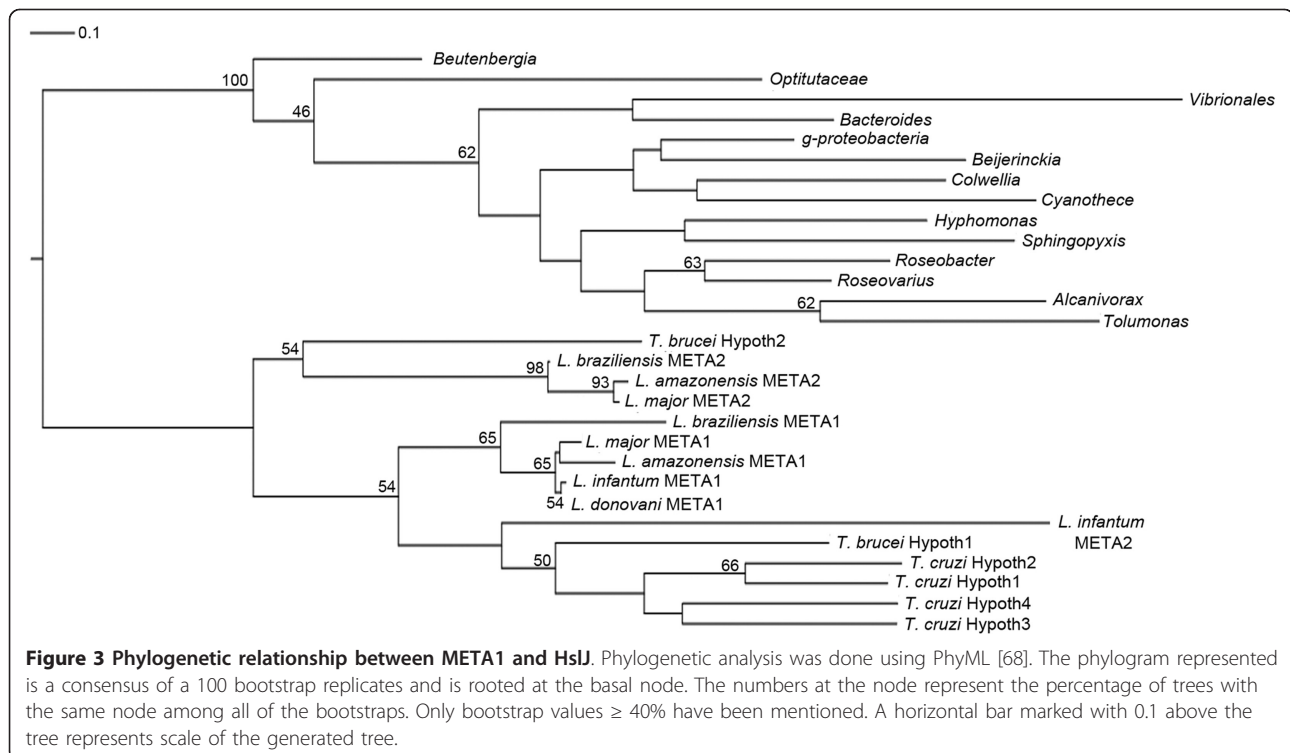 0.1
Beutenbergia
100
Optitutaceae
46
Vibrionales
Bacteroides
g-proteobacteria
62
Beijerinckia
Colwellia
Cyanothece
Hyphomonas
Sphingopyxis
63
Roseobacter
Roseovarius
62
Alcanivorax
Tolumonas
T. brucei Hypoth2
54
L. braziliensis META2
98
93
L. amazonensis META2
L. major META2
L. braziliensis META1
65
L. major META1
65
L. amazonensis META1
L. infantum META1
54
54
L. donovani META1
L. infantum
META2
T. brucei Hypoth1
50
66
T. cruzi Hypoth2
T. cruzi Hypoth1
T. cruzi Hypoth4
T. cruzi Hypoth3
Figure 3 Phylogenetic relationship between META1 and HslJ. Phylogenetic analysis was done using PhyML [68]. The phylogram represented
is a consensus of a 100 bootstrap replicates and is rooted at the basal node. The numbers at the node represent the percentage of trees with
the same node among all of the bootstraps. Only bootstrap values ≥ 40% have been mentioned. A horizontal bar marked with 0.1 above the
tree represents scale of the generated tree.